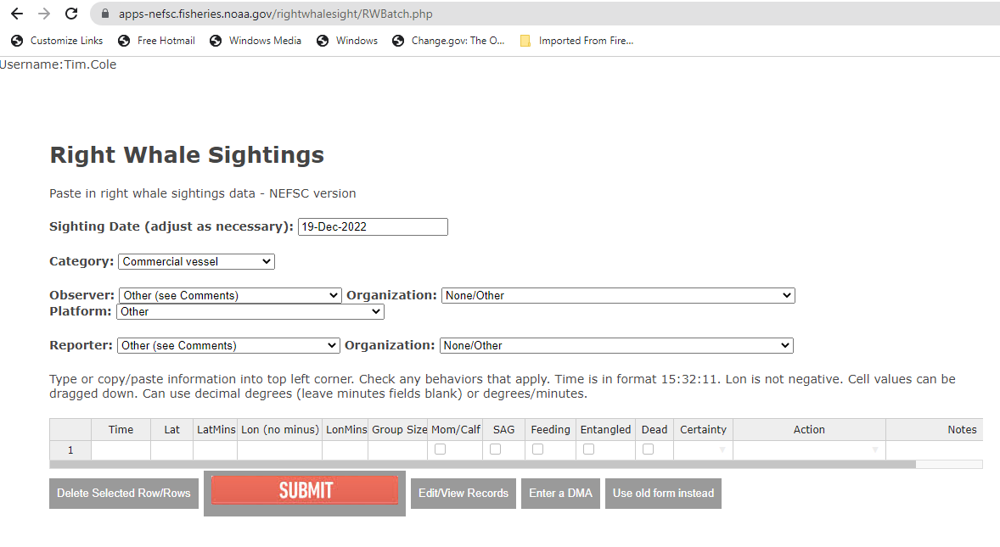 apps-nefsc.fisheries.noaa.gov/rightwhalesight/RWBatch.php
Customize Links Free Hotmail Windows Media Windows Change.gov: The O... Imported From Fire...
Username:Tim.Cole
Right Whale Sightings
Paste in right whale sightings data - NEFSC version
Sighting Date (adjust as necessary): 19-Dec-2022
Category: Commercial vessel
Observer: Other (see Comments) Organization: None/Other
Platform: Other
Reporter: Other (see Comments) Organization: None/Other
Type or copy/paste information into top left corner. Check any behaviors that apply. Time is in format 15:32:11. Lon is not negative. Cell values can be
dragged down. Can use decimal degrees (leave minutes fields blank) or degrees/minutes.
Time Lat LatMins Lon (no minus) LonMins Group Size Mom/Calf SAG Feeding Entangled Dead Certainty Action Notes
1
Delete Selected Row/Rows SUBMIT Edit/View Records Enter a DMA Use old form instead